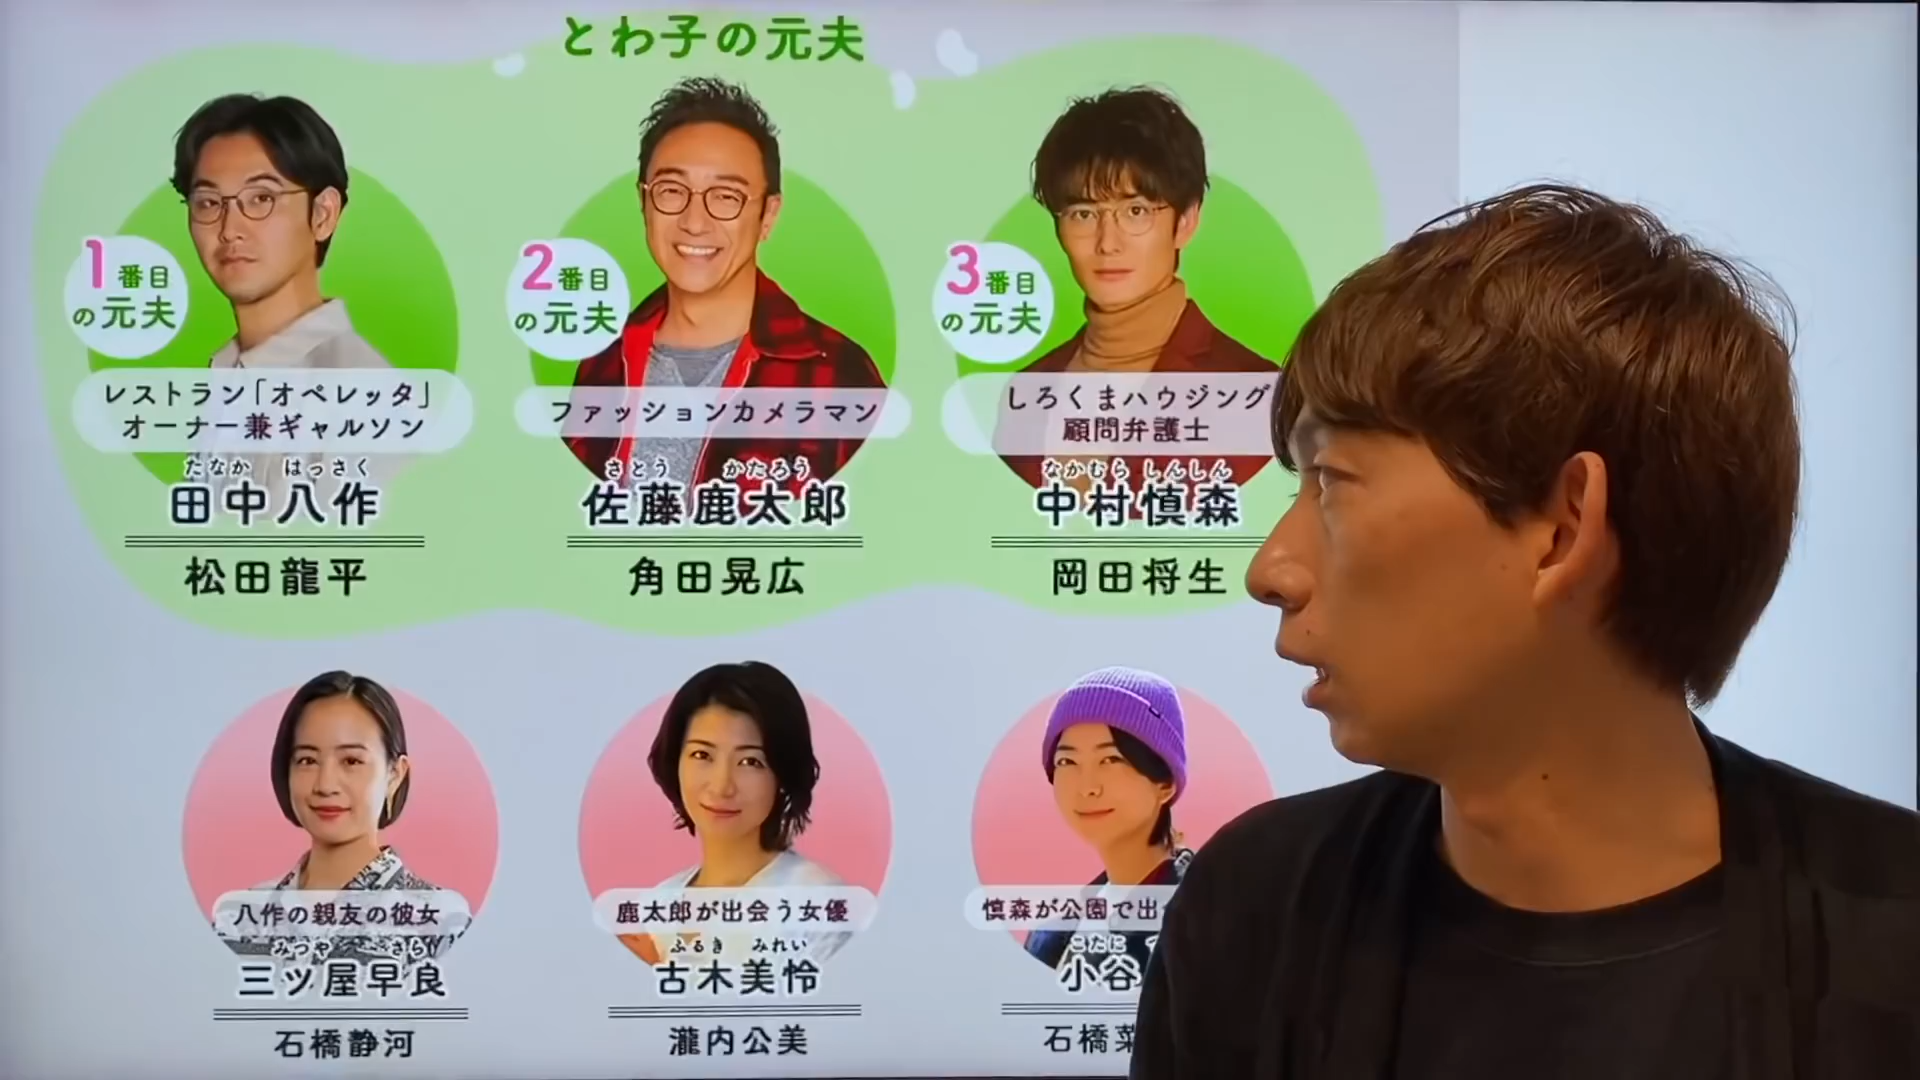 とわ子の元夫
1番目
の元夫
レストラン「オペレッタ」
オーナー兼ギャルソン
たなか はっさく
田中八作
松田龍平
2番目
の元夫
ファッションカメラマン
さとう かたろう
佐藤鹿太郎
角田晃広
3番目
の元夫
しろくまハウジング
顧問弁護士
なかむら しんしん
中村慎森
岡田将生
八作の親友の彼女
みつや さら
三ツ屋早良
石橋静河
鹿太郎が出会う女優
ふるき みれい
古木美怜
瀧内公美
慎森が公園で出
こたに
小谷
石橋菜